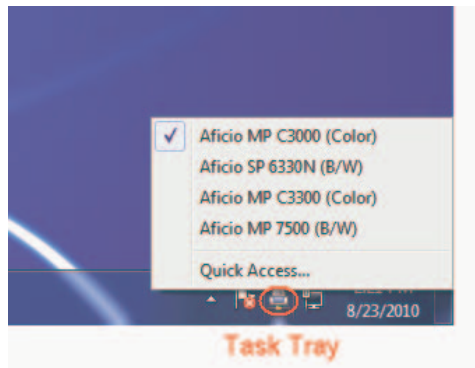 Aficio MP C3000 (Color)
Aficio SP 6330N (B/W)
Aficio MP C3300 (Color)
Aficio MP 7500 (B/W)
Quick Access...
8/23/2010
Task Tray